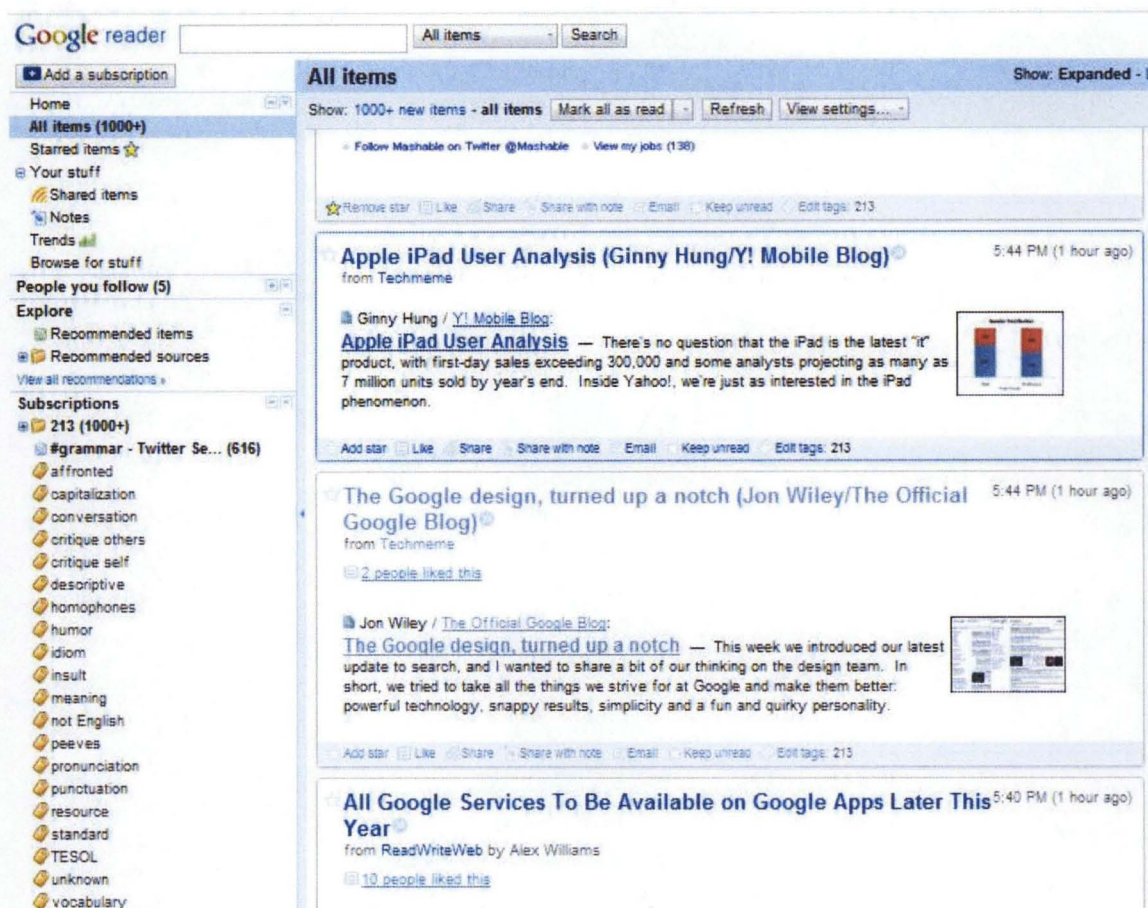 Google reader
All items
Search
Add a subscription
Home
All items (1000+)
Starred items
Your stuff
Shared items
Notes
Trends
Browse for stuff
People you follow (5)
Explore
Recommended items
Recommended sources
View all recommendations »
Subscriptions
213 (1000+)
#grammar - Twitter Se... (616)
affronted
capitalization
conversation
critique others
critique self
descriptive
homophones
humor
idiom
insult
meaning
not English
peeves
pronunciation
punctuation
resource
standard
TESOL
unknown
vocabulary
All items
Show: Expanded -
Show: 1000+ new items - all items Mark all as read Refresh View settings...
Follow Mashable on Twitter @Mashable View my jobs (138)
Remove star Like Share Share with note Email Keep unread Edit tags: 213
Apple iPad User Analysis (Ginny Hung/Y! Mobile Blog)
5:44 PM (1 hour ago)
from Techmeme
Ginny Hung / Y! Mobile Blog:
Apple iPad User Analysis — There's no question that the iPad is the latest "it"
product, with first-day sales exceeding 300,000 and some analysts projecting as many as
7 million units sold by year's end. Inside Yahoo!, we're just as interested in the iPad
phenomenon.
Add star Like Share Share with note Email Keep unread Edit tags: 213
The Google design, turned up a notch (Jon Wiley/The Official
5:44 PM (1 hour ago)
Google Blog)
from Techmeme
2 people liked this
Jon Wiley / The Official Google Blog:
The Google design, turned up a notch — This week we introduced our latest
update to search, and I wanted to share a bit of our thinking on the design team. In
short, we tried to take all the things we strive for at Google and make them better:
powerful technology, snappy results, simplicity and a fun and quirky personality.
Add star Like Share Share with note Email Keep unread Edit tags: 213
All Google Services To Be Available on Google Apps Later This
5:40 PM (1 hour ago)
Year
from ReadWriteWeb by Alex Williams
10 people liked this